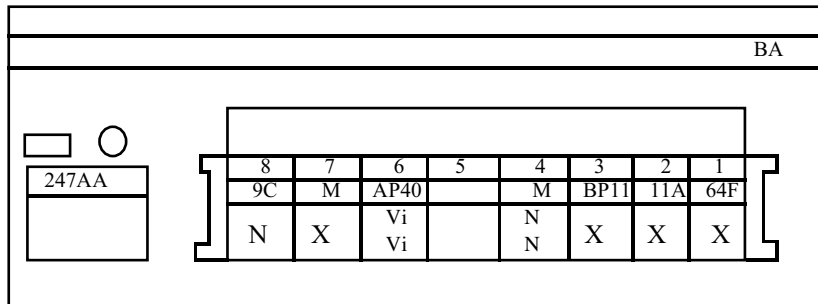 BA
247AA
8 7 6 5 4 3 2 1
9C M AP40 M BP11 11A 64F
N X Vi Vi N N X X X